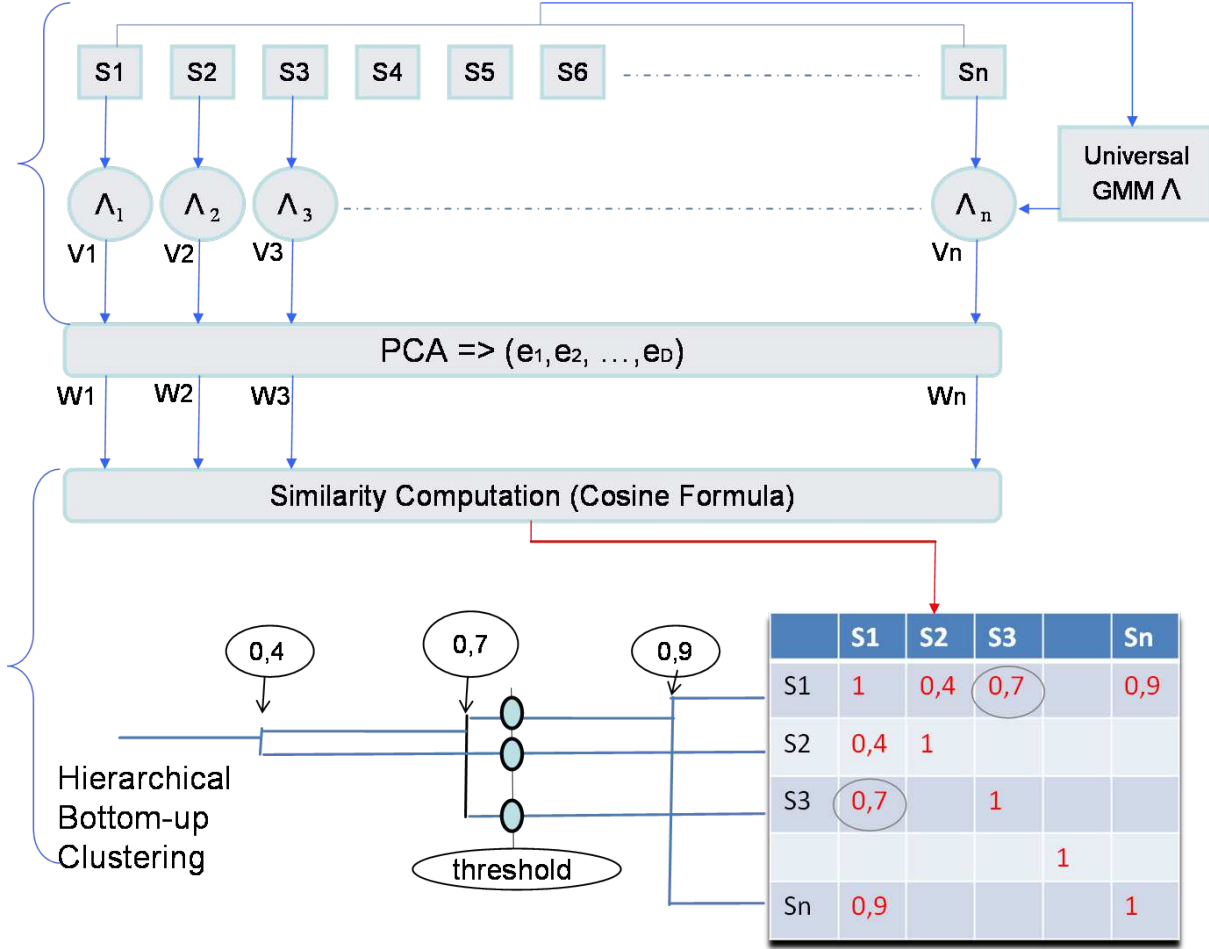 S1 S2 S3 S4 S5 S6 Sn
Universal
GMM Λ
Λ1 Λ2 Λ3 Λn
V1 V2 V3 Vn
PCA => (e1,e2, ...,eD)
W1 W2 W3 Wn
Similarity Computation (Cosine Formula)
0,4 0,7 0,9
Hierarchical
Bottom-up
Clustering
threshold
S1 S2 S3 Sn
S1 1 0,4 0,7 0,9
S2 0,4 1
S3 0,7 1
1
Sn 0,9 1